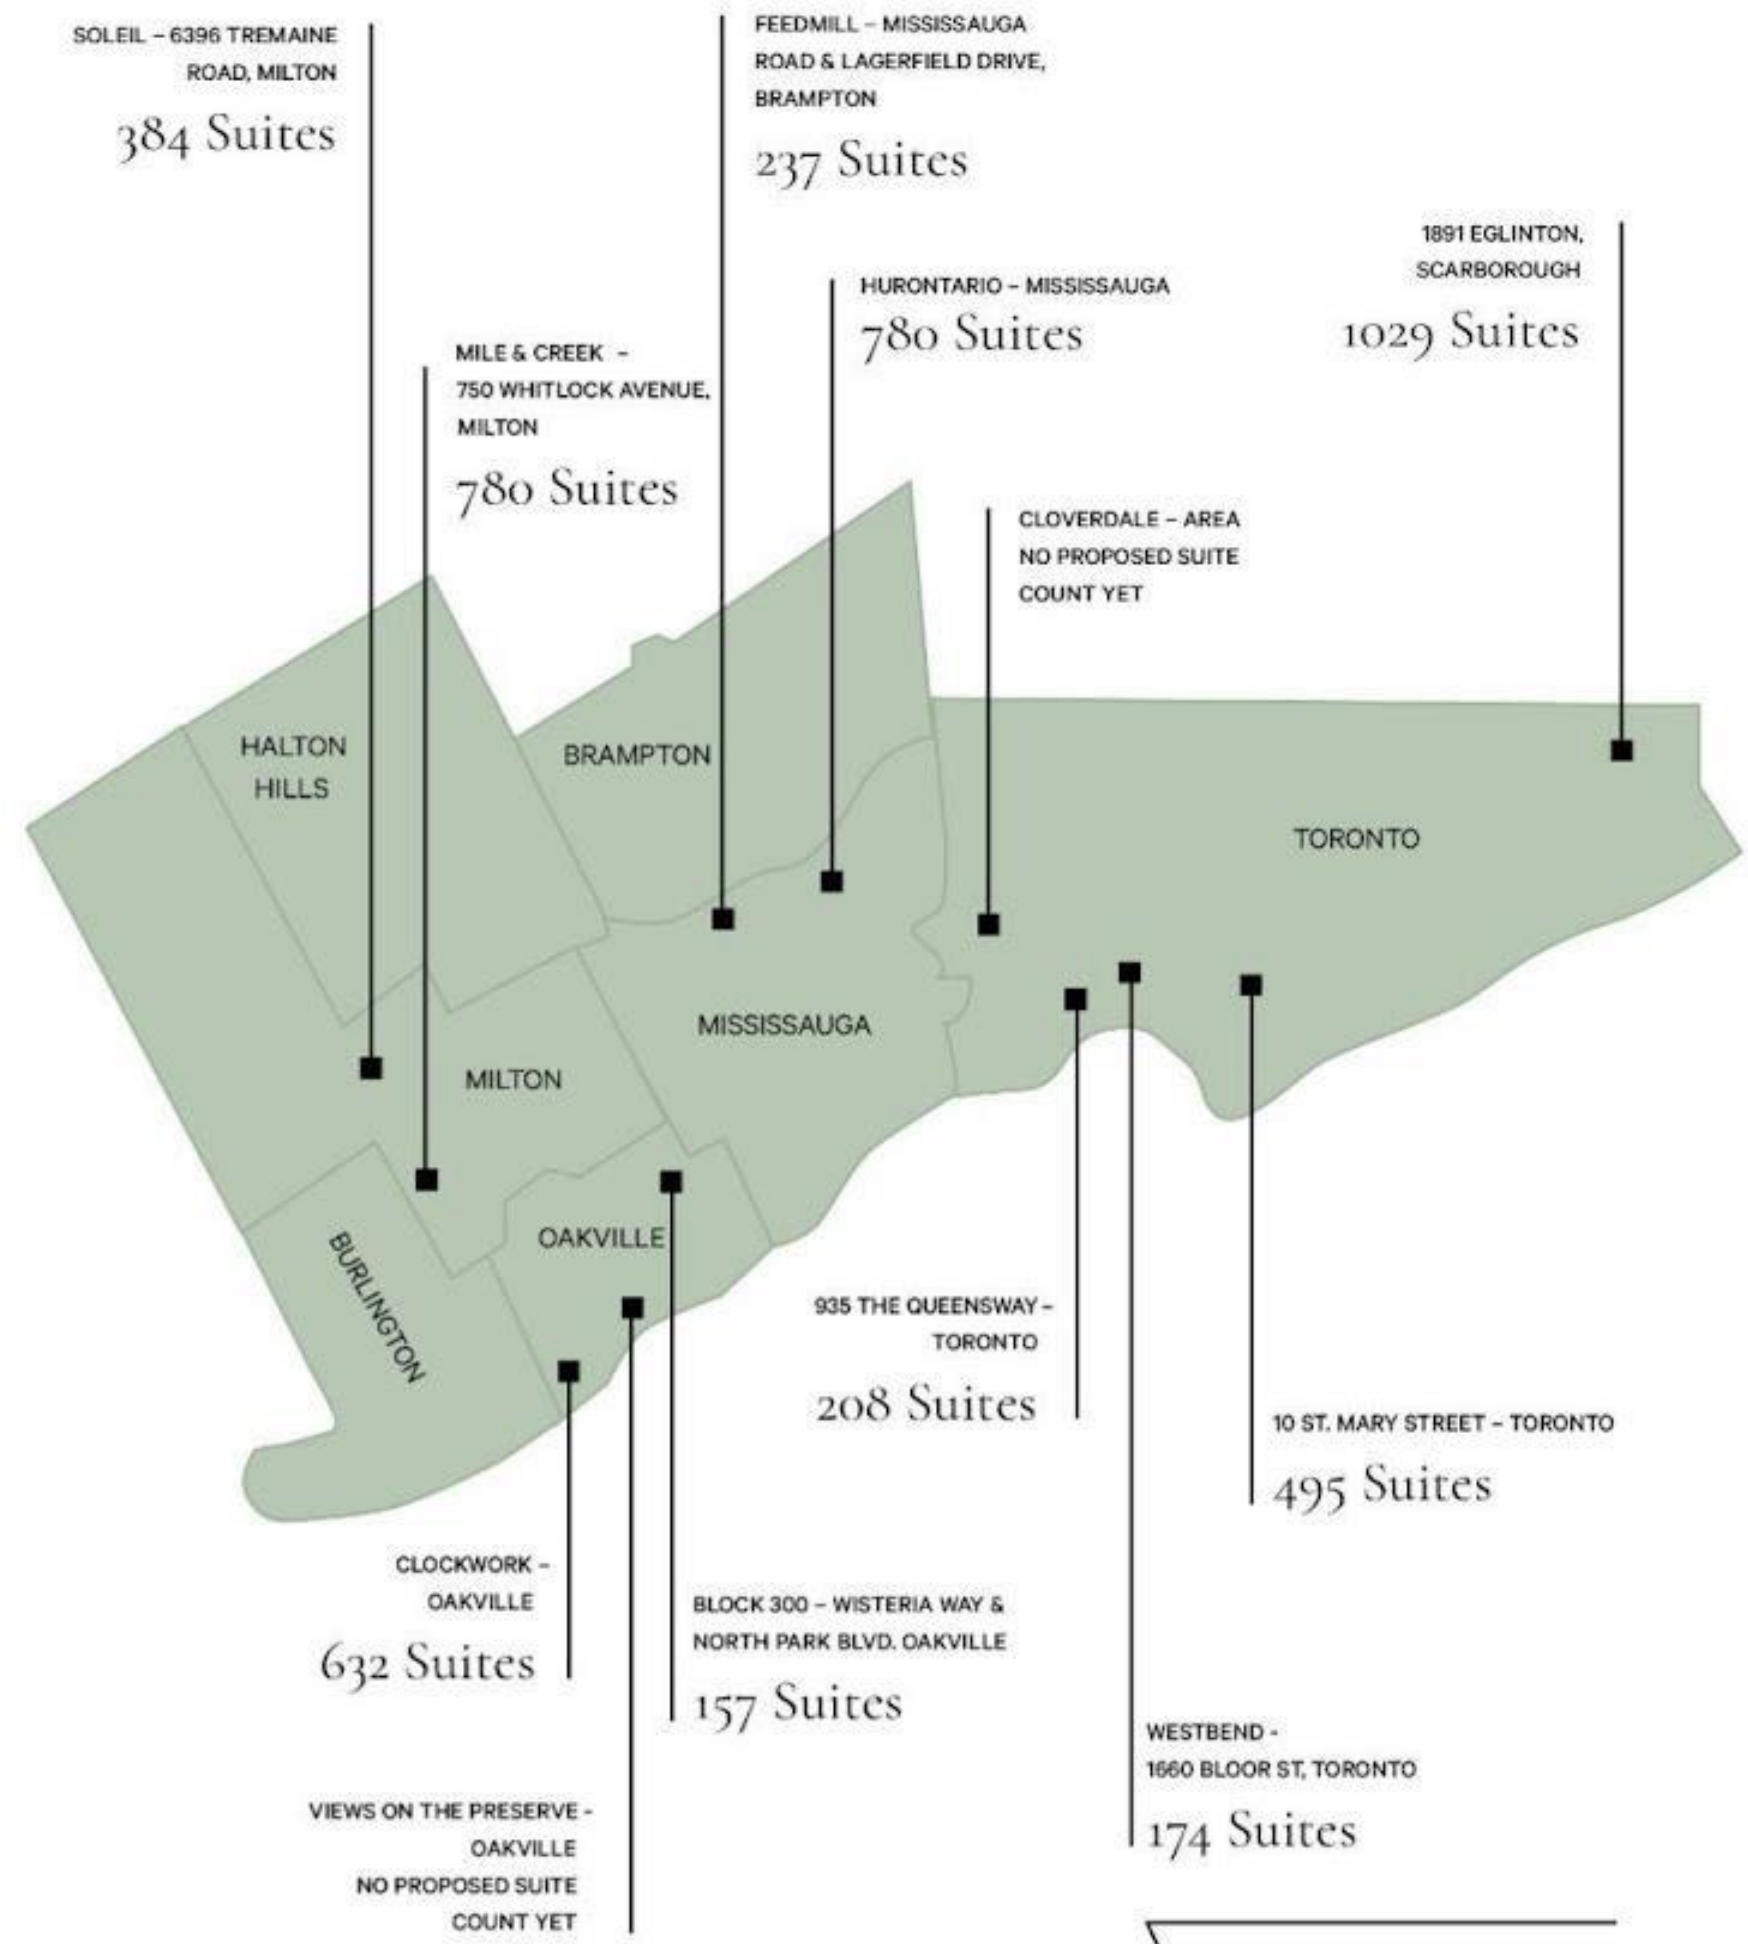 SOLEIL – 6396 TREMAINE
ROAD, MILTON
384 Suites
FEEDMILL – MISSISSAUGA
ROAD & LAGERFIELD DRIVE,
BRAMPTON
237 Suites
1891 EGLINTON,
SCARBOROUGH
1029 Suites
HURONTARIO – MISSISSAUGA
780 Suites
MILE & CREEK –
750 WHITLOCK AVENUE,
MILTON
780 Suites
CLOVERDALE – AREA
NO PROPOSED SUITE
COUNT YET
HALTON
HILLS
BRAMPTON
TORONTO
MISSISSAUGA
MILTON
OAKVILLE
BURLINGTON
935 THE QUEENSWAY –
TORONTO
208 Suites
10 ST. MARY STREET – TORONTO
495 Suites
CLOCKWORK –
OAKVILLE
632 Suites
BLOCK 300 – WISTERIA WAY &
NORTH PARK BLVD. OAKVILLE
157 Suites
WESTBEND -
1660 BLOOR ST, TORONTO
174 Suites
VIEWS ON THE PRESERVE -
OAKVILLE
NO PROPOSED SUITE
COUNT YET